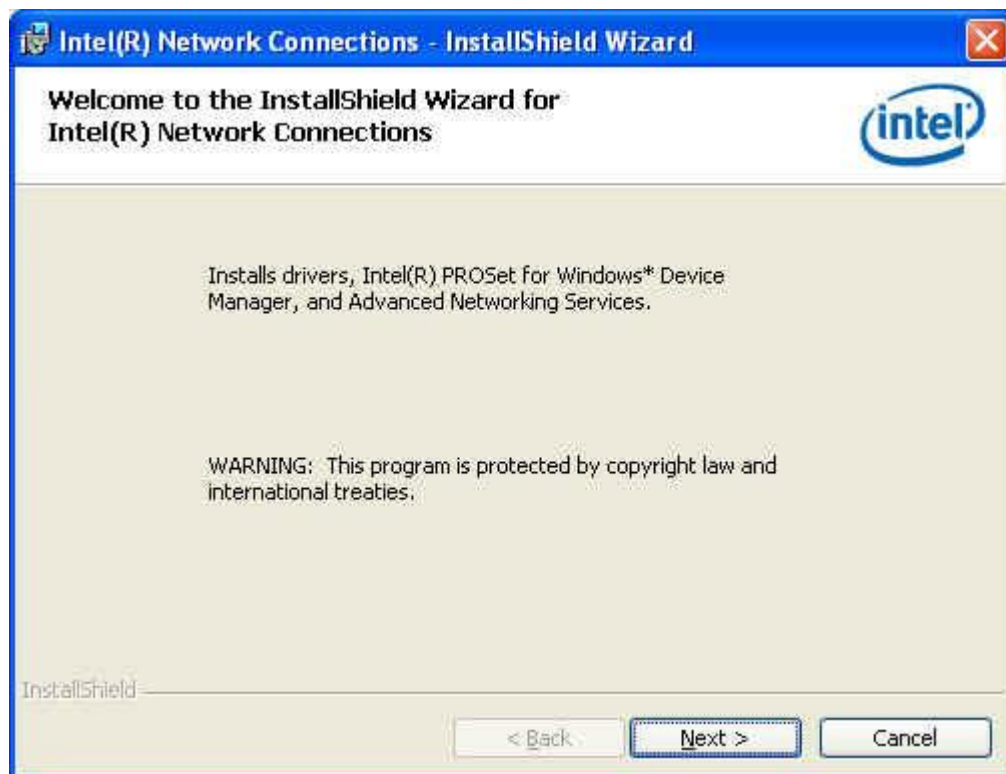 Intel(R) Network Connections - InstallShield Wizard
Welcome to the InstallShield Wizard for
Intel(R) Network Connections
intel
Installs drivers, Intel(R) PROSet for Windows* Device
Manager, and Advanced Networking Services.
WARNING: This program is protected by copyright law and
international treaties.
InstallShield
< Back
Next >
Cancel